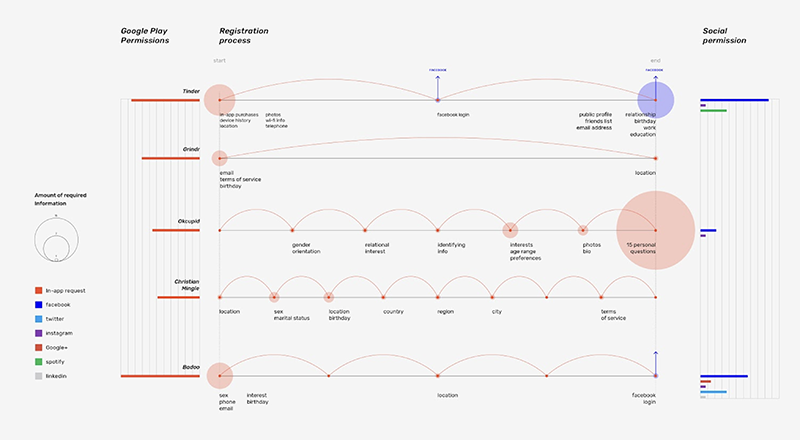 Google Play
Permissions
Registration
process
Social
permission
start
end
FACEBOOK
FACEBOOK
Tinder
in-app purchases
device history
location
photos
wi-fi info
telephone
facebook login
public profile
friends list
email address
relationship
birthday
work
education
Grindr
email
terms of service
birthday
location
Amount of required
information
Okcupid
gender
orientation
relational
interest
identifying
info
interests
age range
preferences
photos
bio
15 personal
questions
Christian
Mingle
location
sex
marital status
location
birthday
country
region
city
terms
of service
in-app request
facebook
twitter
instagram
Google+
spotify
linkedin
Badoo
sex
phone
email
interest
birthday
location
facebook
login